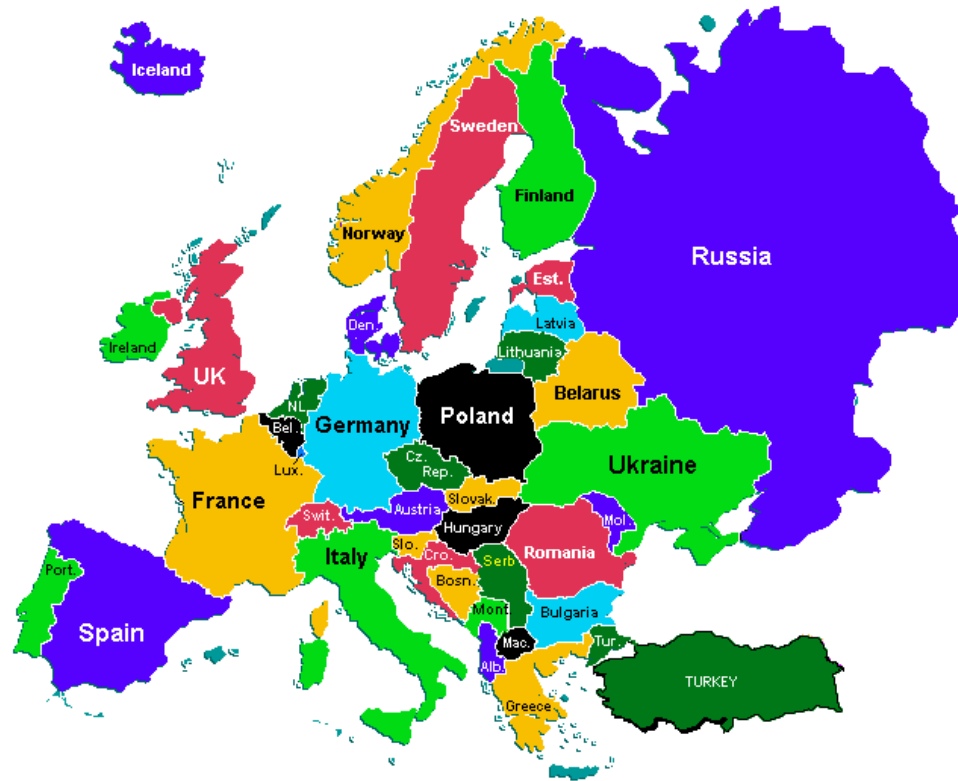 Iceland
Sweden
Finland
Norway
Russia
Est.
Den.
Latvia
Ireland
Lithuania
UK
Belarus
NL
Poland
Bel.
Germany
Cz.
Rep.
Ukraine
Lux.
France
Slovak.
Austria
Swit.
Mol.
Hungary
Slo.
Cro.
Romania
Italy
Serb
Port.
Bosn.
Mont.
Bulgaria
Spain
Mac.
Tur.
Alb.
TURKEY
Greece